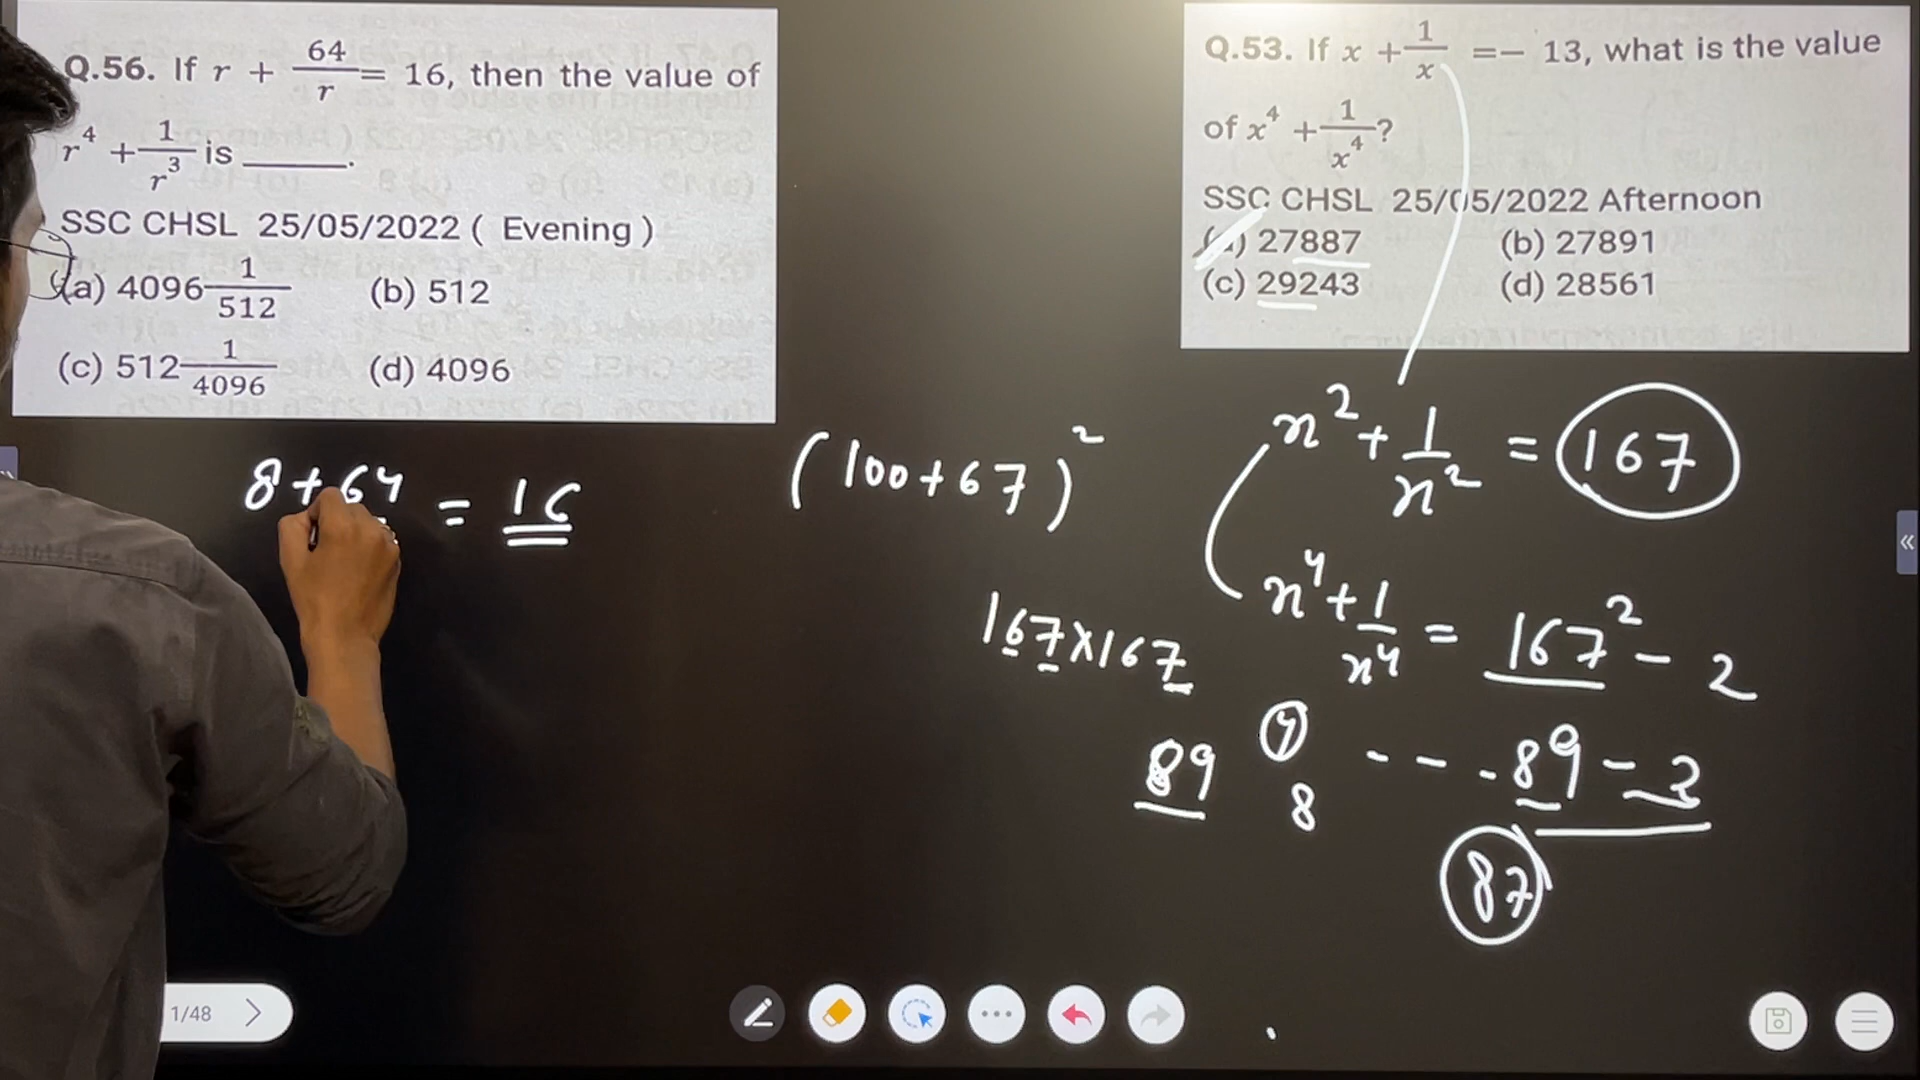 Q.56. If r + 64/r = 16, then the value of
r⁴ + 1/r³ is ______.
SSC CHSL 25/05/2022 ( Evening )
(a) 4096 1/512 (b) 512
(c) 512 1/4096 (d) 4096
Q.53. If x + 1/x = − 13, what is the value
of x⁴ + 1/x⁴?
SSC CHSL 25/05/2022 Afternoon
(a) 27887 (b) 27891
(c) 29243 (d) 28561
8 + 64 = 16
(100+67)²
x² + 1/x² = 167
x⁴ + 1/x⁴ = 167² − 2
167×167
89
4
8
- - - 89 − 2
87
1/48